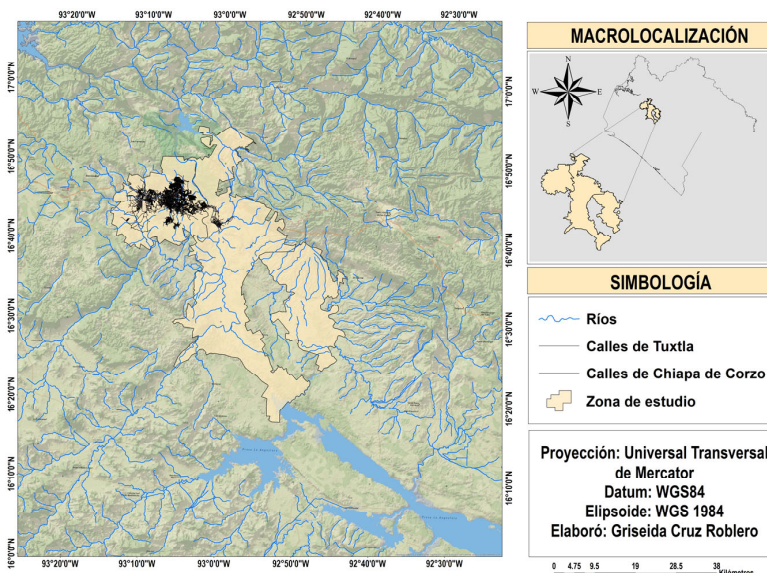 93°20'0"W 93°10'0"W 93°0'0"W 92°50'0"W 92°40'0"W 92°30'0"W
17°0'0"N 17°0'0"N
16°50'0"N 16°50'0"N
16°40'0"N 16°40'0"N
16°30'0"N 16°30'0"N
16°20'0"N 16°20'0"N
16°10'0"N 16°10'0"N
16°0'0"N 16°0'0"N
93°20'0"W 93°10'0"W 93°0'0"W 92°50'0"W 92°40'0"W 92°30'0"W
MACROLOCALIZACIÓN
N
W E
S
SIMBOLOGÍA
Ríos
Calles de Tuxtla
Calles de Chiapa de Corzo
Zona de estudio
Proyección: Universal Transversal
de Mercator
Datum: WGS84
Elipsoide: WGS 1984
Elaboró: Griseida Cruz Roblero
0 4.75 9.5 19 28.5 38
Kilómetros